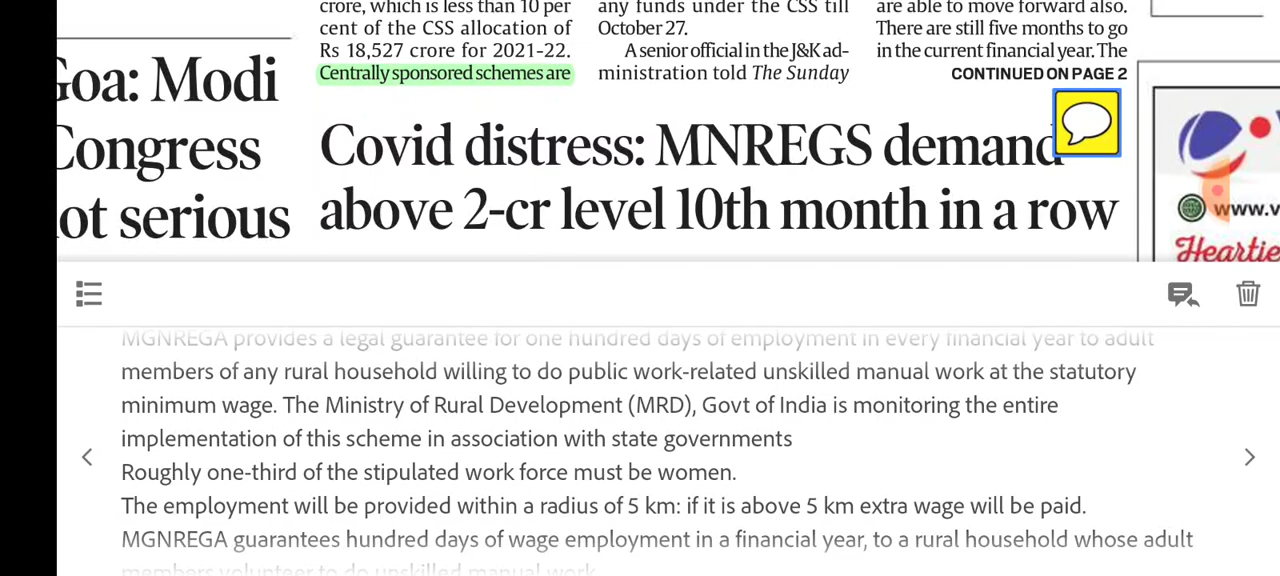 crore, which is less than 10 per
cent of the CSS allocation of
Rs 18,527 crore for 2021-22.
Centrally sponsored schemes are
any funds under the CSS till
October 27.
A senior official in the J&K ad-
ministration told The Sunday
are able to move forward also.
There are still five months to go
in the current financial year. The
CONTINUED ON PAGE 2
Goa: Modi
Congress
not serious
Covid distress: MNREGS demand
above 2-cr level 10th month in a row
www.v
Heartie
MGNREGA provides a legal guarantee for one hundred days of employment in every financial year to adult
members of any rural household willing to do public work-related unskilled manual work at the statutory
minimum wage. The Ministry of Rural Development (MRD), Govt of India is monitoring the entire
implementation of this scheme in association with state governments
Roughly one-third of the stipulated work force must be women.
The employment will be provided within a radius of 5 km: if it is above 5 km extra wage will be paid.
MGNREGA guarantees hundred days of wage employment in a financial year, to a rural household whose adult
members volunteer to do unskilled manual work